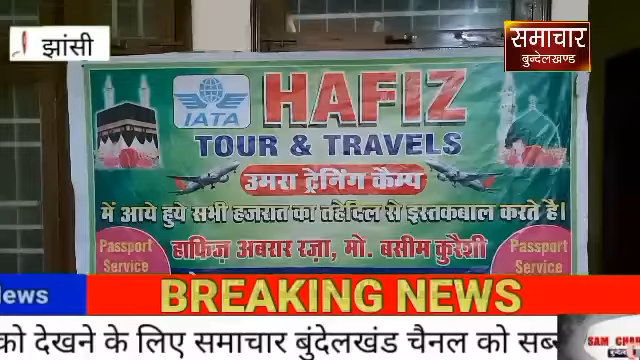 झांसी
समाचार
बुन्देलखण्ड
IATA
HAFIZ
TOUR & TRAVELS
उमरा ट्रेनिंग कैम्प
में आये हुये सभी हजरात का तहेदिल से इस्तकबाल करते है।
हाफिज़ अबरार रज़ा, मो. बसीम कुरैशी
Passport
Service
Passport
Service
News
BREAKING NEWS
को देखने के लिए समाचार बुंदेलखंड चैनल को सब्स